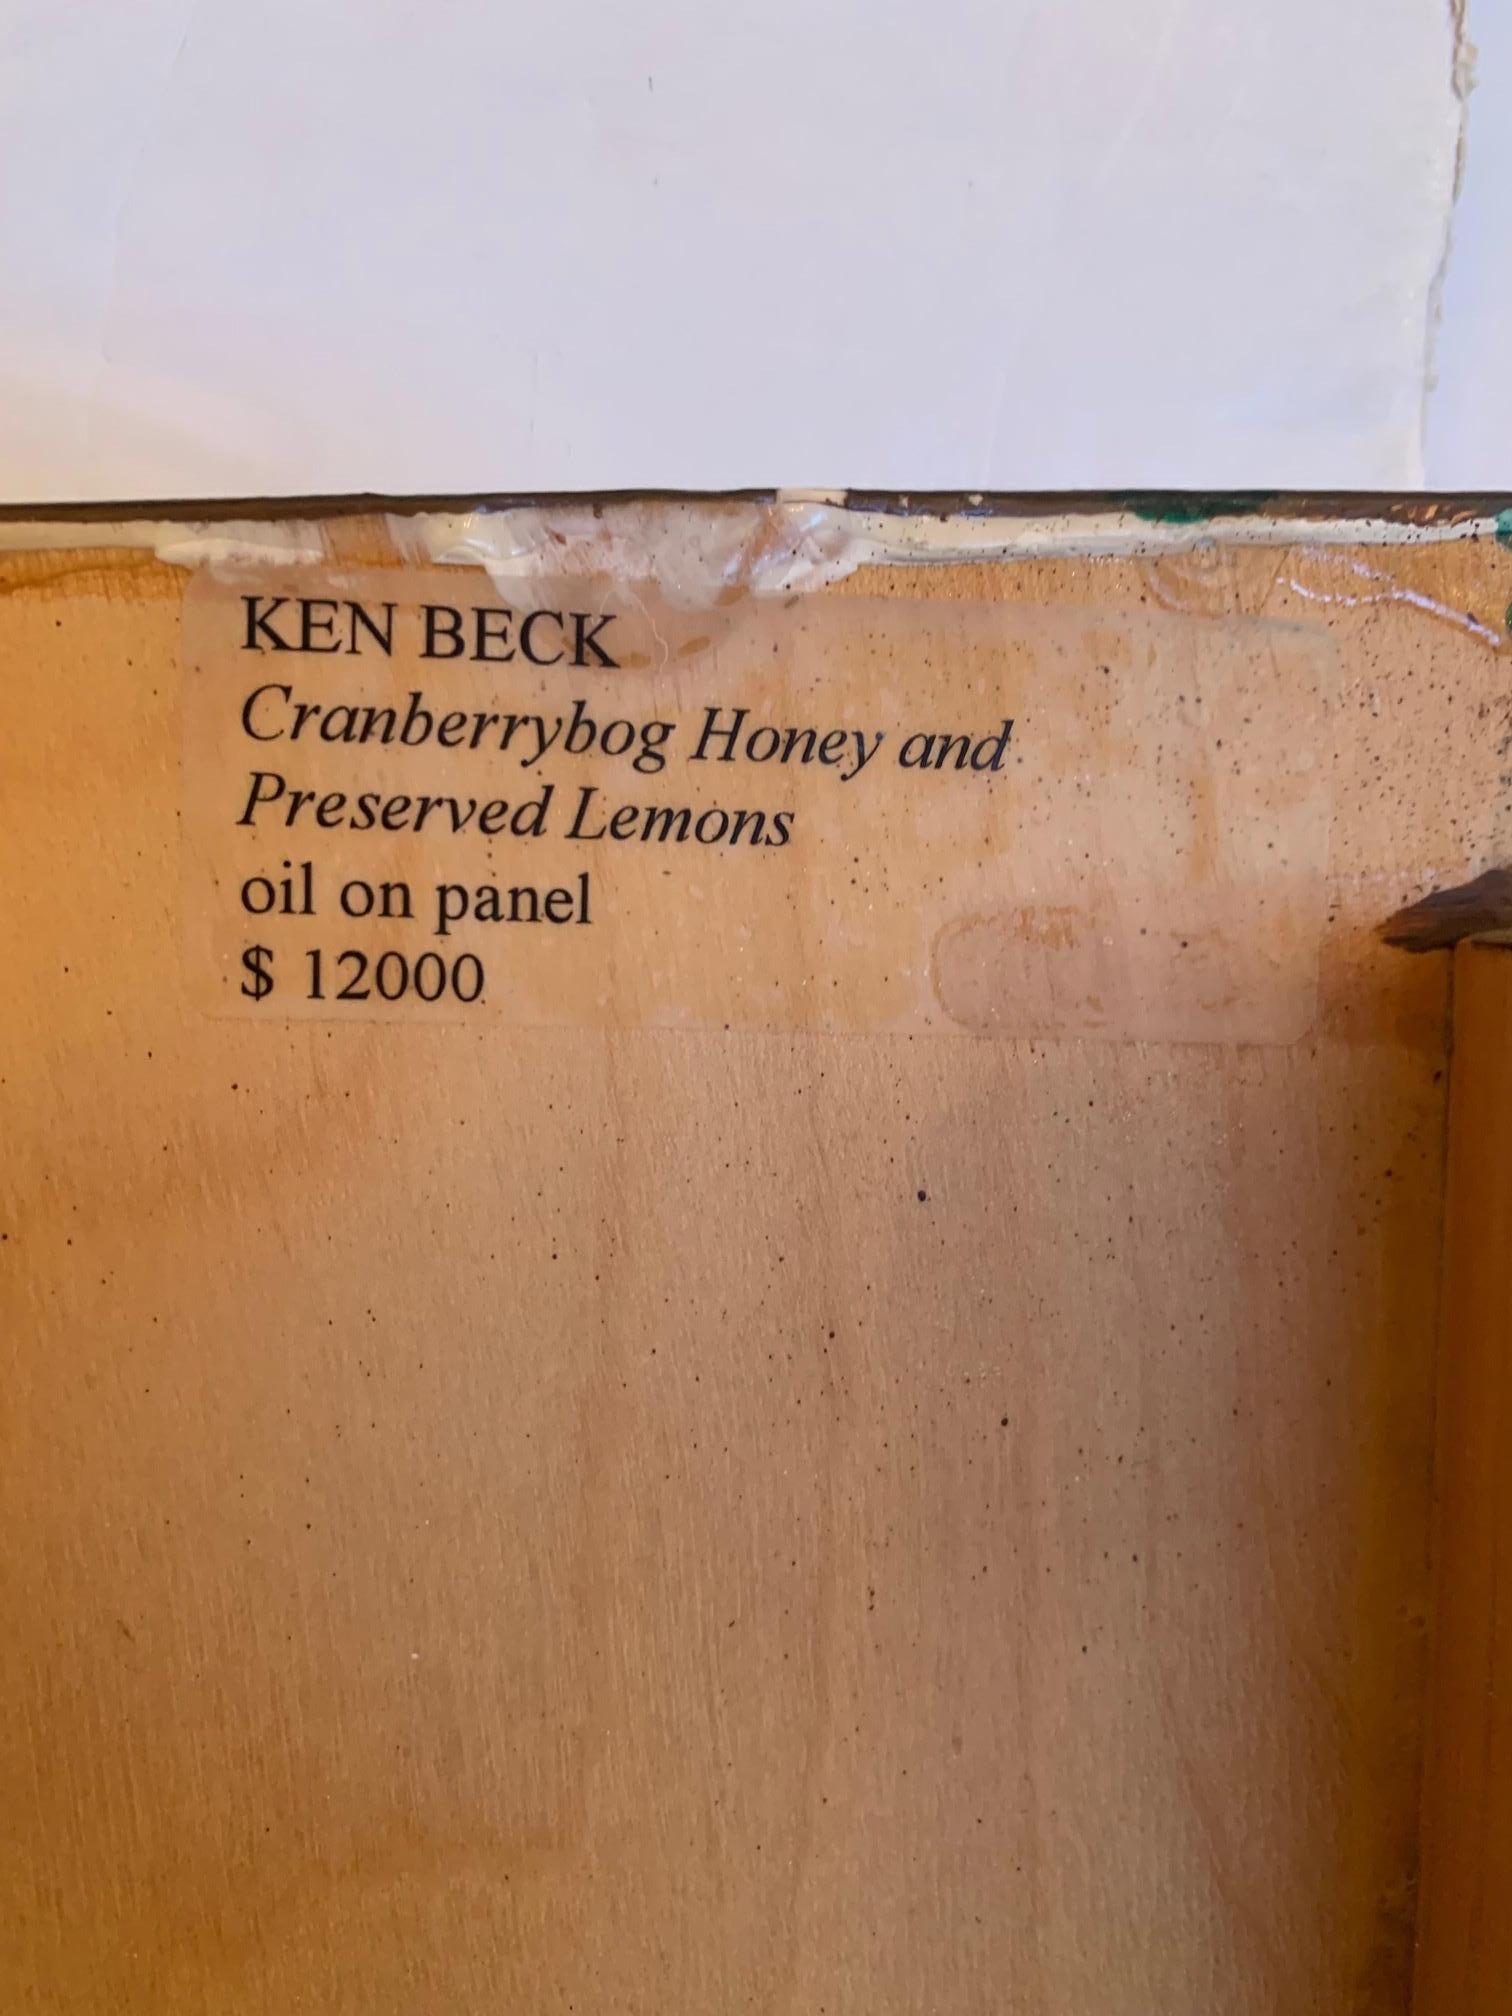 KEN BECK
Cranberrybog Honey and
Preserved Lemons
oil on panel
$ 12000